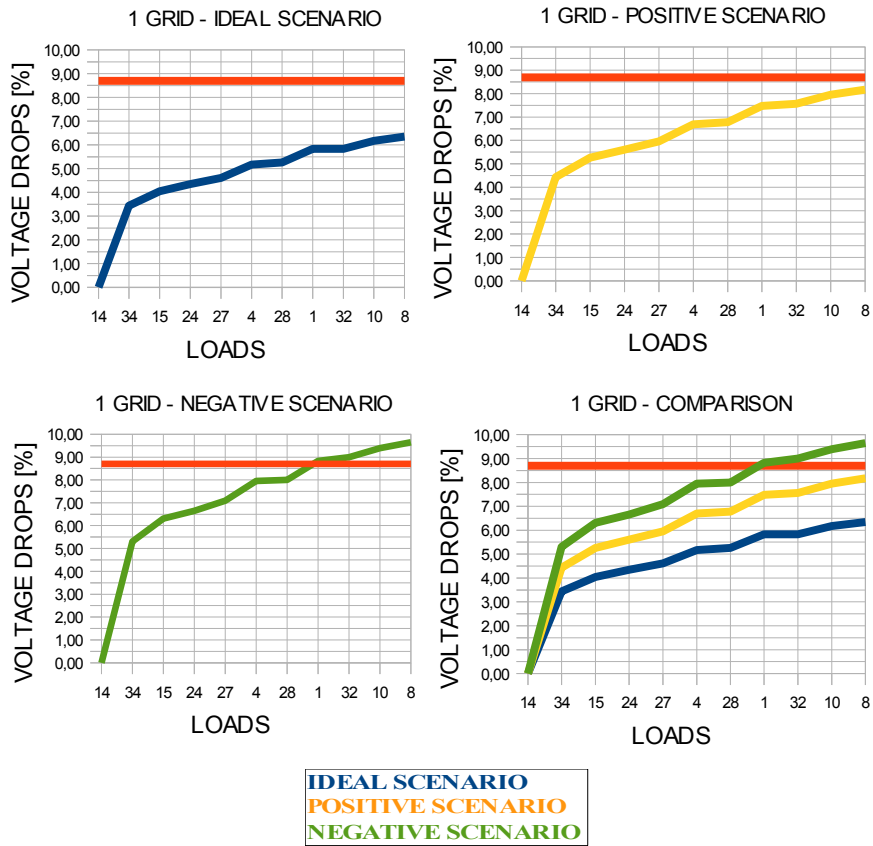 1 GRID - IDEAL SCENARIO
VOLTAGE DROPS [%]
10,00
9,00
8,00
7,00
6,00
5,00
4,00
3,00
2,00
1,00
0,00
14 34 15 24 27 4 28 1 32 10 8
LOADS
1 GRID - POSITIVE SCENARIO
VOLTAGE DROPS [%]
10,00
9,00
8,00
7,00
6,00
5,00
4,00
3,00
2,00
1,00
0,00
14 34 15 24 27 4 28 1 32 10 8
LOADS
1 GRID - NEGATIVE SCENARIO
VOLTAGE DROPS [%]
10,00
9,00
8,00
7,00
6,00
5,00
4,00
3,00
2,00
1,00
0,00
14 34 15 24 27 4 28 1 32 10 8
LOADS
1 GRID - COMPARISON
VOLTAGE DROPS [%]
10,00
9,00
8,00
7,00
6,00
5,00
4,00
3,00
2,00
1,00
0,00
14 34 15 24 27 4 28 1 32 10 8
LOADS
IDEAL SCENARIO
POSITIVE SCENARIO
NEGATIVE SCENARIO